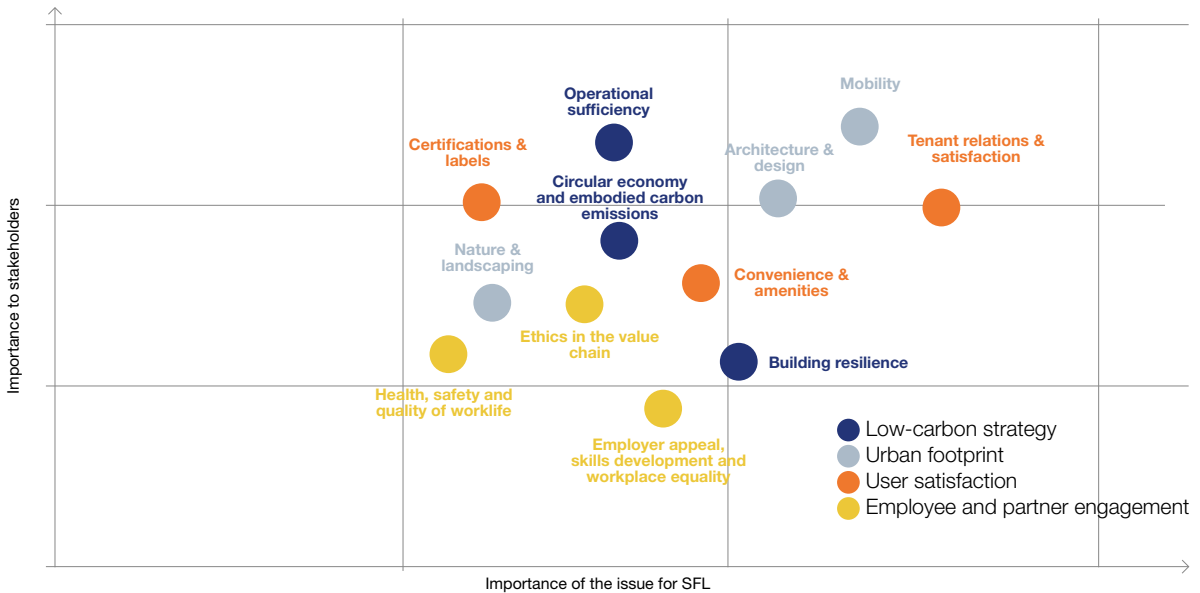 Mobility
Operational
sufficiency
Certifications &
labels
Architecture &
design
Tenant relations &
satisfaction
Circular economy
and embodied carbon
emissions
Nature &
landscaping
Convenience &
amenities
Ethics in the value
chain
Building resilience
Health, safety and
quality of worklife
Employer appeal,
skills development and
workplace equality
Low-carbon strategy
Urban footprint
User satisfaction
Employee and partner engagement
Importance to stakeholders
Importance of the issue for SFL